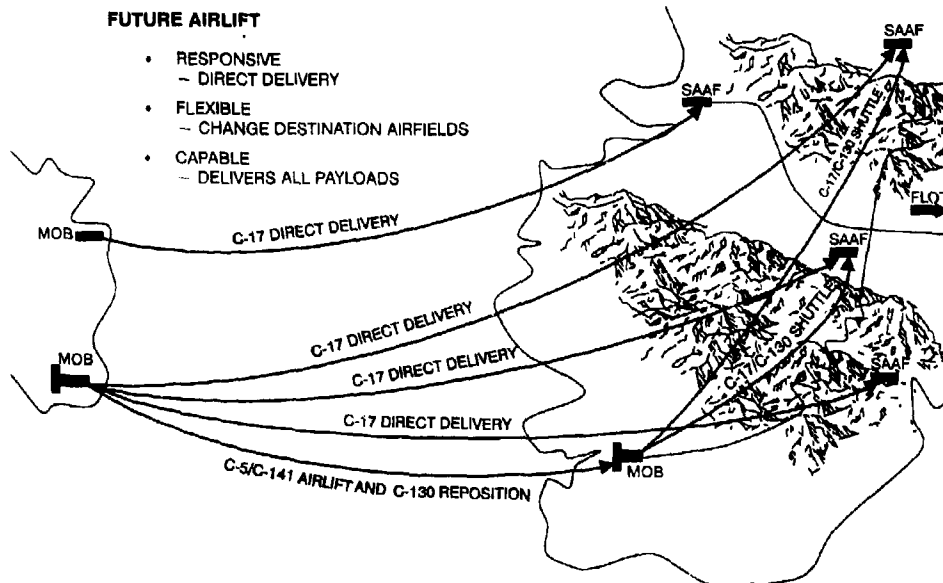 FUTURE AIRLIFT
• RESPONSIVE
– DIRECT DELIVERY
• FLEXIBLE
– CHANGE DESTINATION AIRFIELDS
• CAPABLE
– DELIVERS ALL PAYLOADS
SAAF
SAAF
C-17/C-130 SHUTTLE
FLOT
MOB
C-17 DIRECT DELIVERY
SAAF
C-17 DIRECT DELIVERY
C-17/C-130 SHUTTLE
MOB
C-17 DIRECT DELIVERY
SAAF
C-17 DIRECT DELIVERY
MOB
C-5/C-141 AIRLIFT AND C-130 REPOSITION